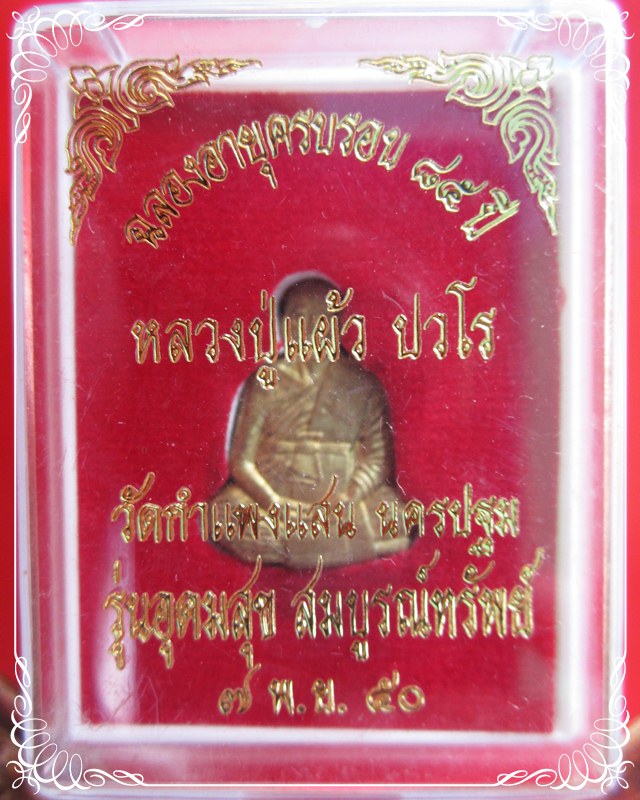 ฉลองอายุครบรอบ ๘๕ ปี
หลวงปู่แผ้ว ปวโร
วัดกำแพงแสน นครปฐม
รุ่นอุดมสุข สมบูรณ์ทรัพย์
๗ พ.ย. ๕๐